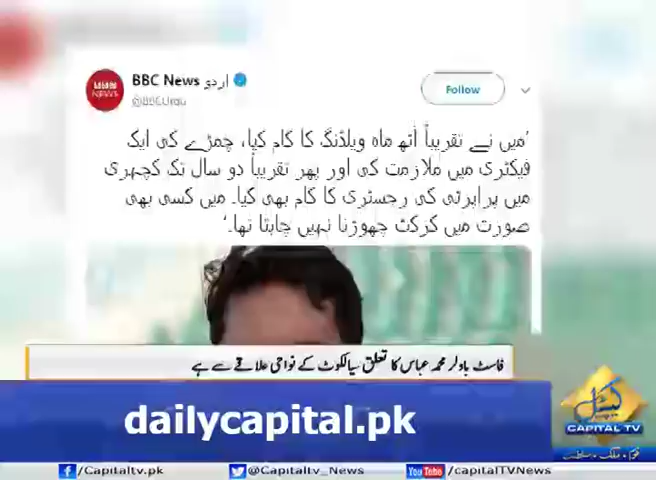 BBC News اردو
@BBCUrdu
Follow
'میں نے تقریباً آٹھ ماہ ویلڈنگ کا کام کیا، چمڑے کی ایک
فیکٹری میں ملازمت کی اور پھر تقریباً دو سال تک کچہری
میں پراپرٹی کی رجسٹری کا کام بھی کیا۔ میں کسی بھی
صورت میں کرکٹ چھوڑنا نہیں چاہتا تھا۔'
فاسٹ باولر محمد عباس کا تعلق سیالکوٹ کے نواحی علاقے سے ہے
dailycapital.pk
کیپیٹل
CAPITAL TV
/Capitaltv.pk
@Capitaltv_News
YouTube /capitalTVNews